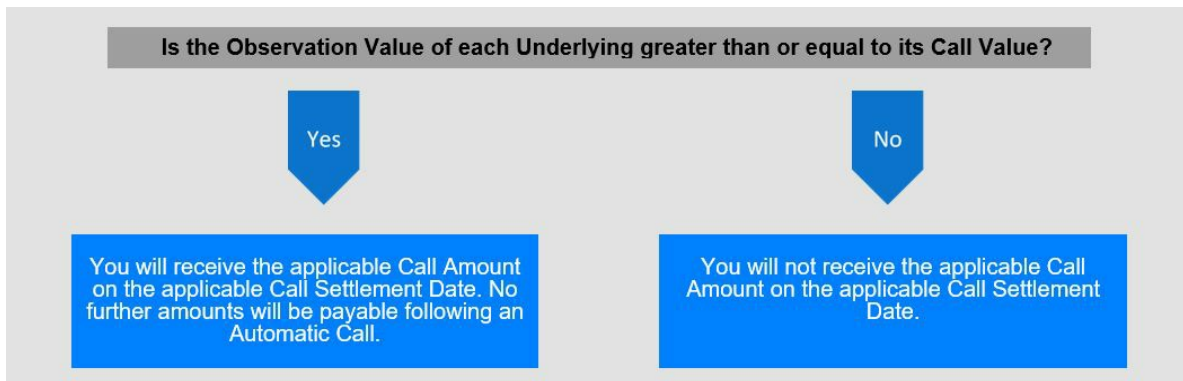 Is the Observation Value of each Underlying greater than or equal to its Call Value?
Yes
No
You will receive the applicable Call Amount
on the applicable Call Settlement Date. No
further amounts will be payable following an
Automatic Call.
You will not receive the applicable Call
Amount on the applicable Call Settlement
Date.